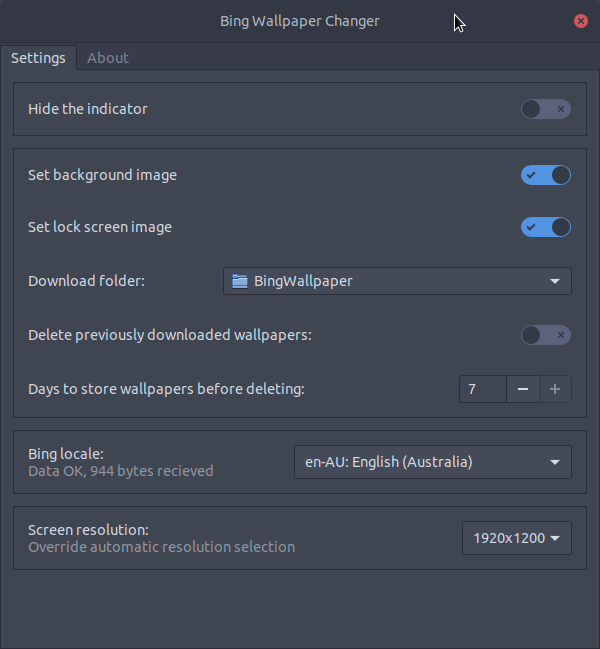 Bing Wallpaper Changer
Settings
About
Hide the indicator
Set background image
Set lock screen image
Download folder:
BingWallpaper
Delete previously downloaded wallpapers:
Days to store wallpapers before deleting:
7
Bing locale:
Data OK, 944 bytes recieved
en-AU: English (Australia)
Screen resolution:
Override automatic resolution selection
1920x1200